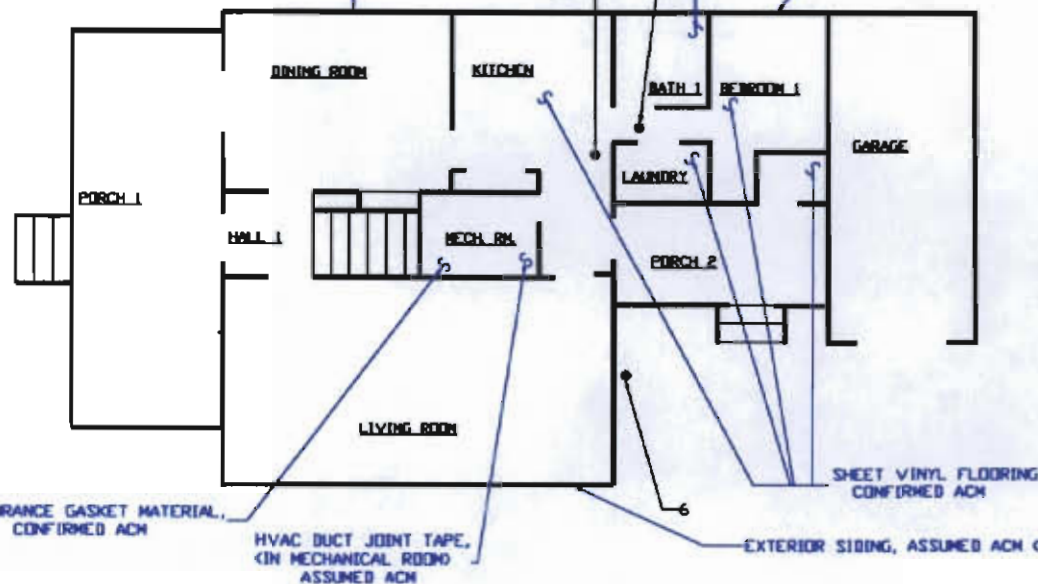 DINING ROOM
KITCHEN
BATH 1
BEDROOM 1
GARAGE
LAUNDRY
PORCH 1
HALL 1
MECH. RM.
PORCH 2
LIVING ROOM
SHEET VINYL FLOORING
CONFIRMED ACM
RANCE GASKET MATERIAL,
CONFIRMED ACM
6
HVAC DUCT JOINT TAPE,
<IN MECHANICAL ROOM>
ASSUMED ACM
EXTERIOR SIDING, ASSUMED ACM <